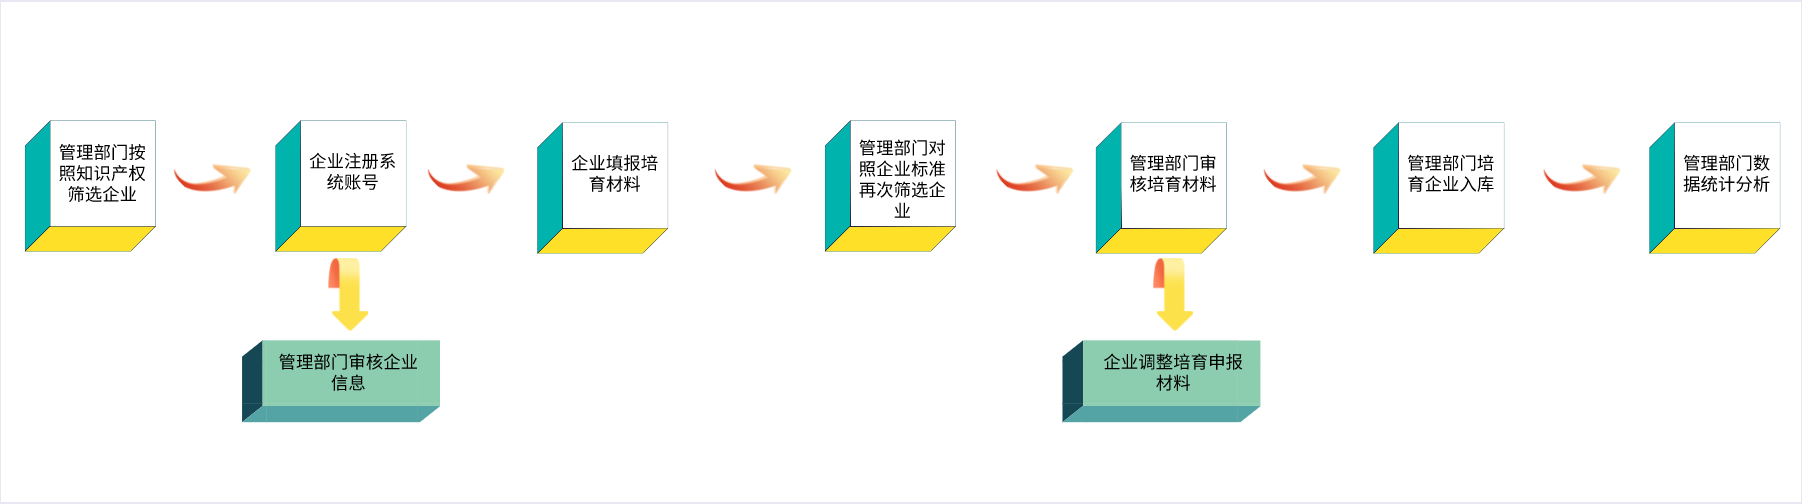 管理部门按
照知识产权
筛选企业
企业注册系
统账号
企业填报培
育材料
管理部门对
照企业标准
再次筛选企
业
管理部门审
核培育材料
管理部门培
育企业入库
管理部门数
据统计分析
管理部门审核企业
信息
企业调整培育申报
材料